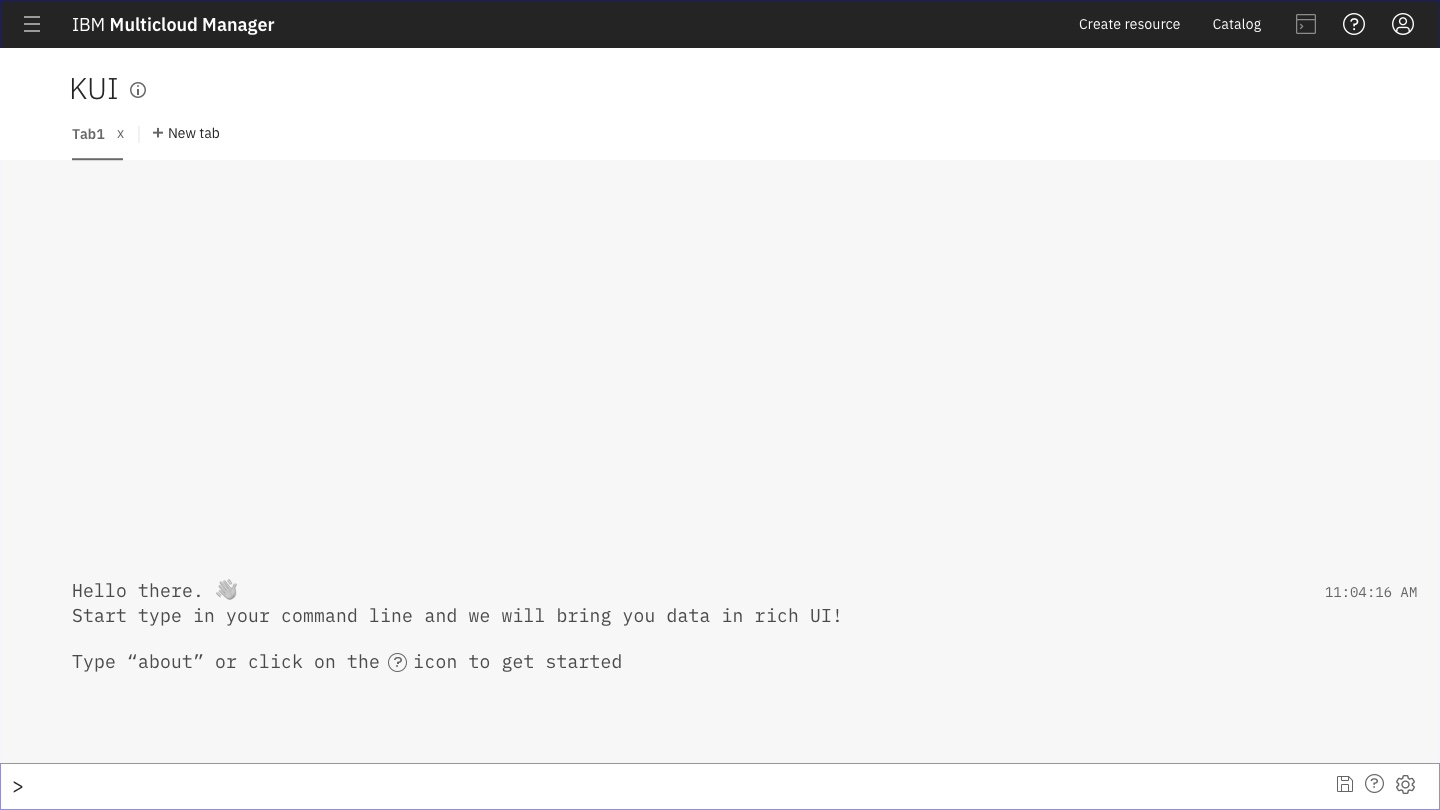 IBM Multicloud Manager
Create resource
Catalog
KUI
Tab1 x
+ New tab
Hello there. 👋
11:04:16 AM
Start type in your command line and we will bring you data in rich UI!
Type “about” or click on the ? icon to get started
>